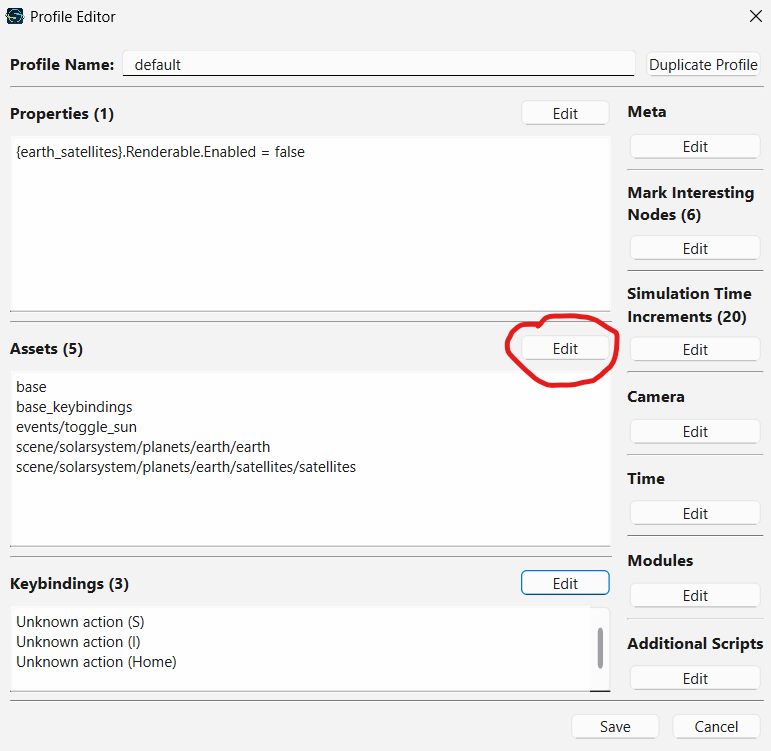 Profile Editor
Profile Name: default Duplicate Profile
Properties (1) Edit
{earth_satellites}.Renderable.Enabled = false
Assets (5) Edit
base
base_keybindings
events/toggle_sun
scene/solarsystem/planets/earth/earth
scene/solarsystem/planets/earth/satellites/satellites
Keybindings (3) Edit
Unknown action (S)
Unknown action (I)
Unknown action (Home)
Meta
Edit
Mark Interesting
Nodes (6)
Edit
Simulation Time
Increments (20)
Edit
Camera
Edit
Time
Edit
Modules
Edit
Additional Scripts
Edit
Save Cancel